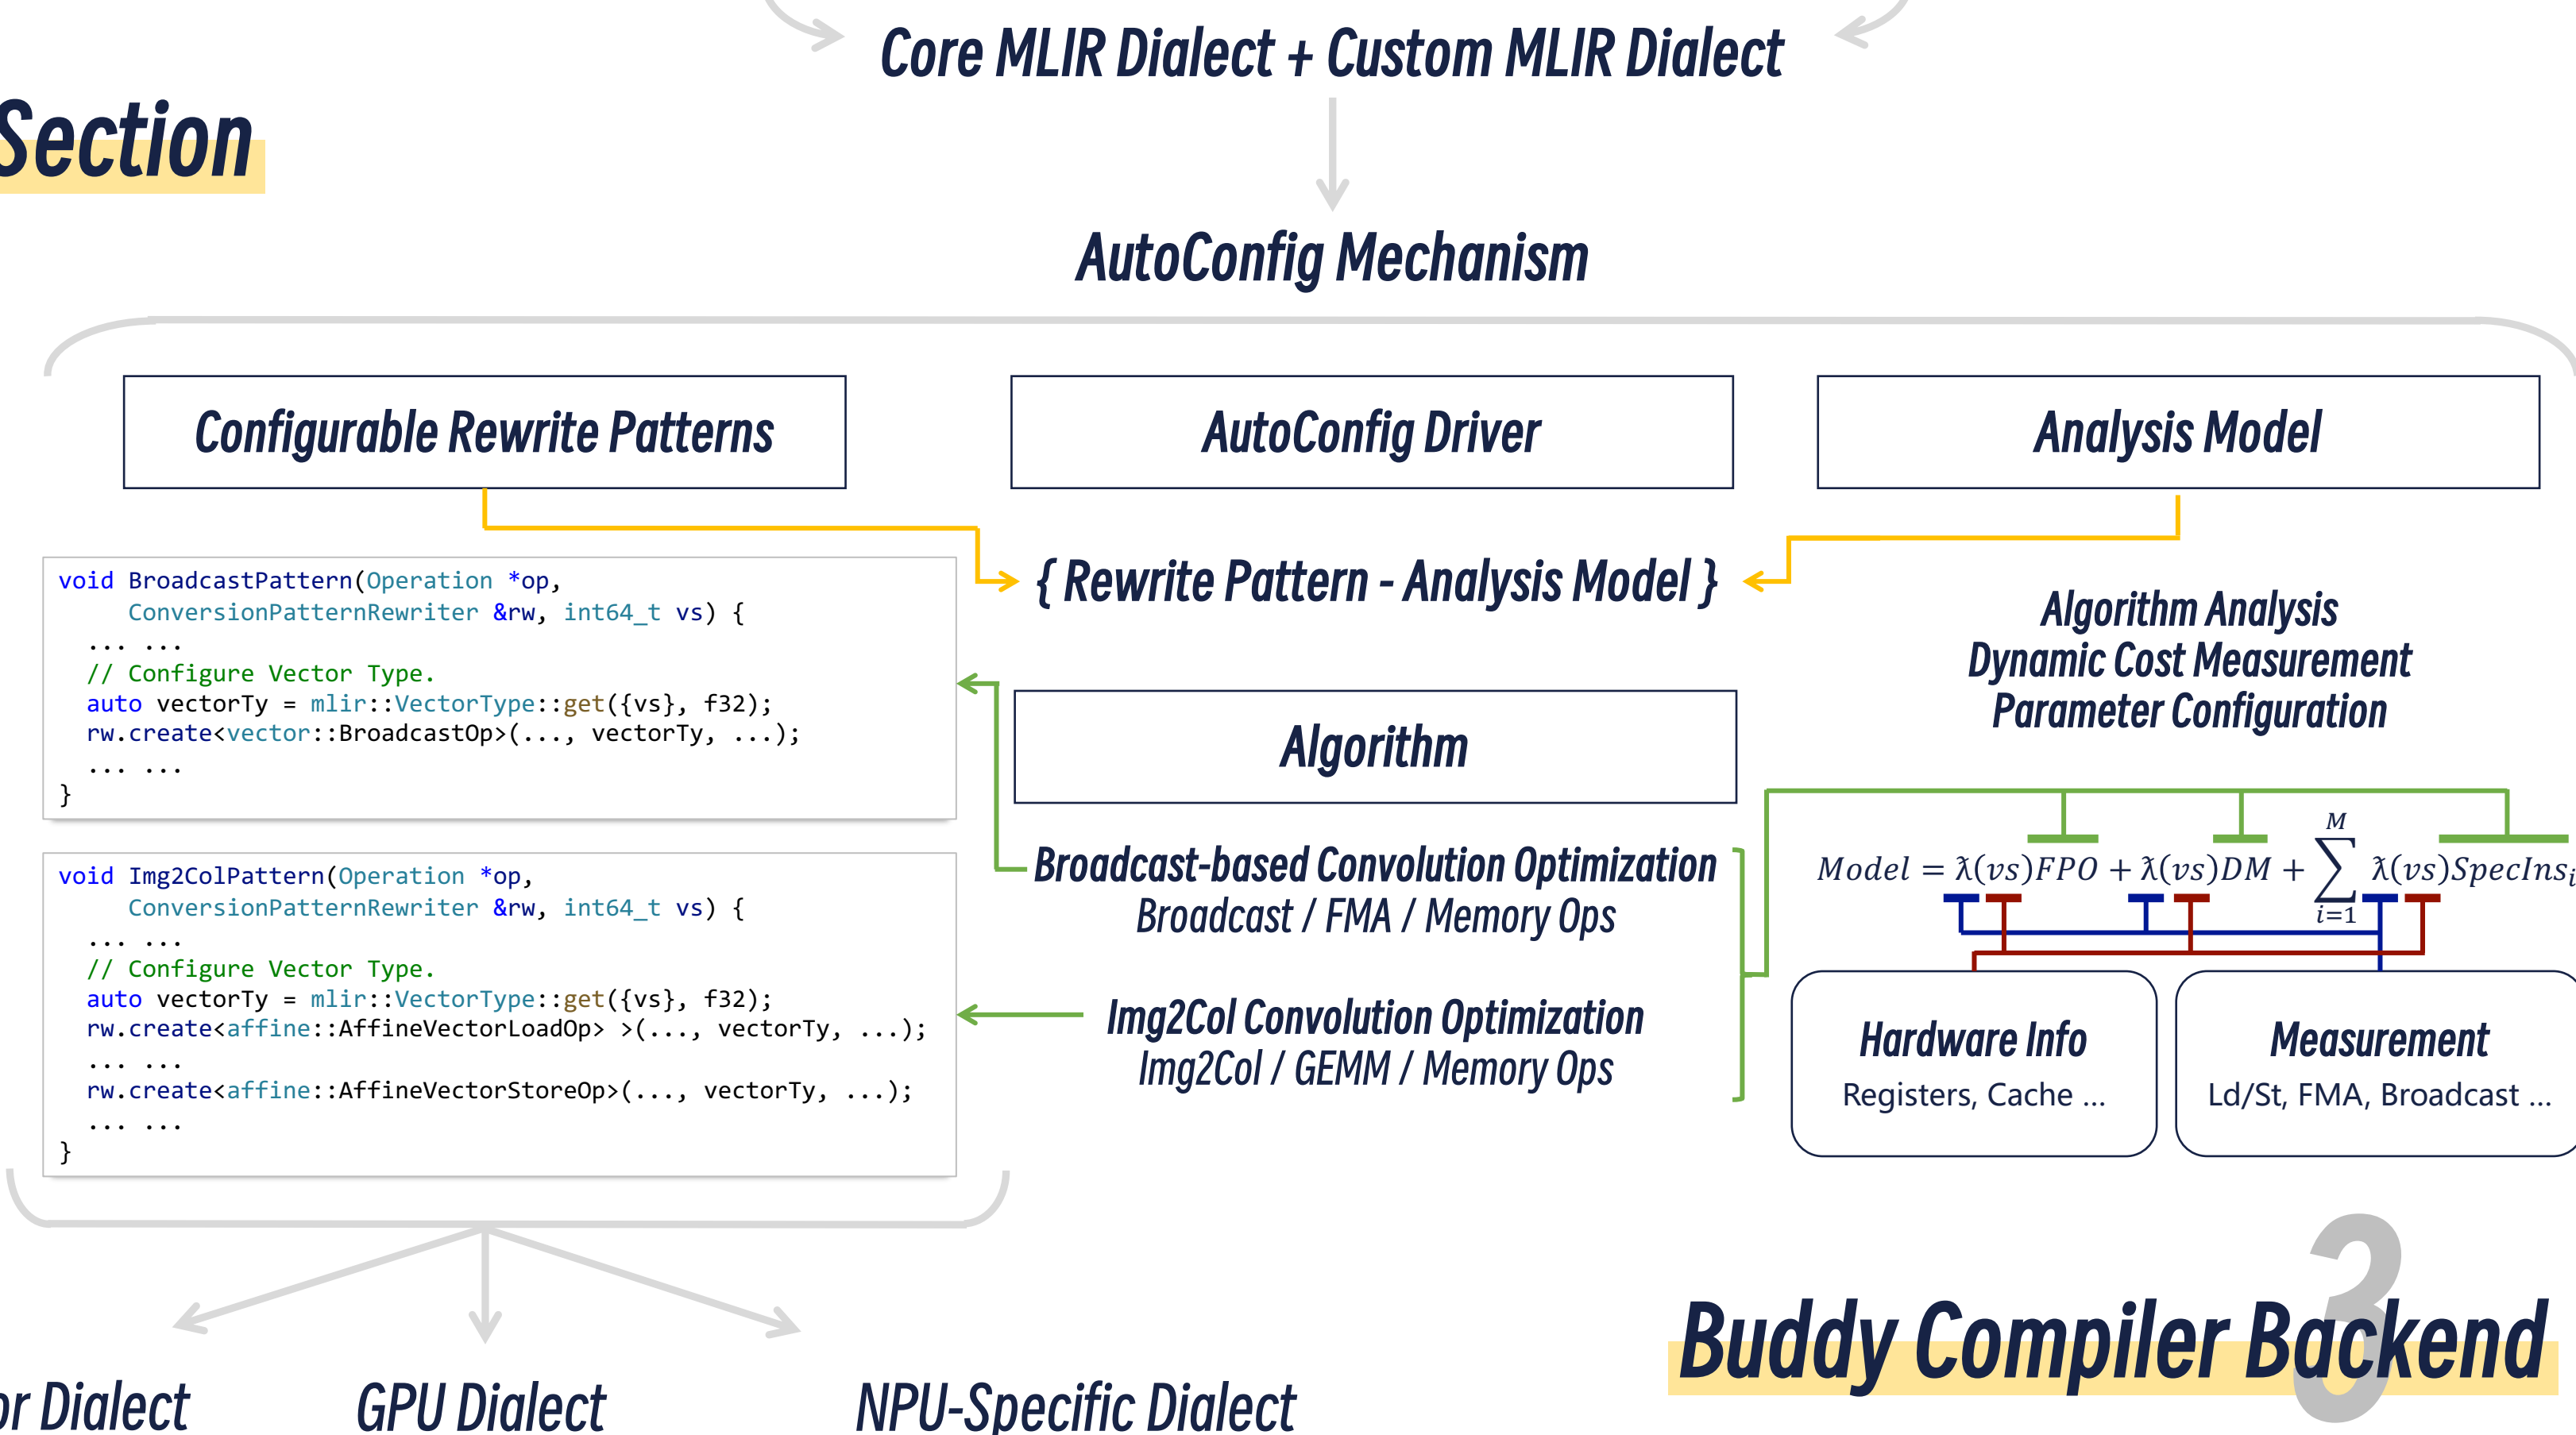 Core MLIR Dialect + Custom MLIR Dialect
Section
AutoConfig Mechanism
Configurable Rewrite Patterns
AutoConfig Driver
Analysis Model
{ Rewrite Pattern - Analysis Model }
void BroadcastPattern(Operation *op,
ConversionPatternRewriter &rw, int64_t vs) {
... ...
// Configure Vector Type.
auto vectorTy = mlir::VectorType::get({vs}, f32);
rw.create<vector::BroadcastOp>(..., vectorTy, ...);
... ...
}
Algorithm Analysis
Dynamic Cost Measurement
Parameter Configuration
Algorithm
Broadcast-based Convolution Optimization
Broadcast / FMA / Memory Ops
Img2Col Convolution Optimization
Img2Col / GEMM / Memory Ops
void Img2ColPattern(Operation *op,
ConversionPatternRewriter &rw, int64_t vs) {
... ...
// Configure Vector Type.
auto vectorTy = mlir::VectorType::get({vs}, f32);
rw.create<affine::AffineVectorLoadOp> >(..., vectorTy, ...);
... ...
rw.create<affine::AffineVectorStoreOp>(..., vectorTy, ...);
... ...
}
Model = ƛ(vs)FPO + ƛ(vs)DM + ∑ᴹᵢ₌₁ ƛ(vs)SpecInsᵢ
Hardware Info
Registers, Cache ...
Measurement
Ld/St, FMA, Broadcast ...
3
Buddy Compiler Backend
or Dialect
GPU Dialect
NPU-Specific Dialect